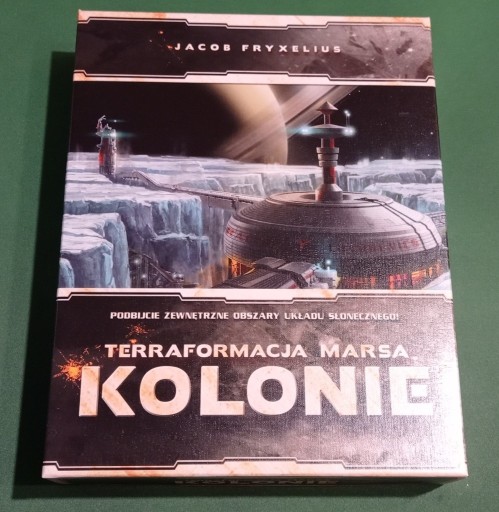 JACOB FRYXELIUS
PODBIJCIE ZEWNĘTRZNE OBSZARY UKŁADU SŁONECZNEGO!
TERRAFORMACJA MARSA
KOLONIE
KOLONIE